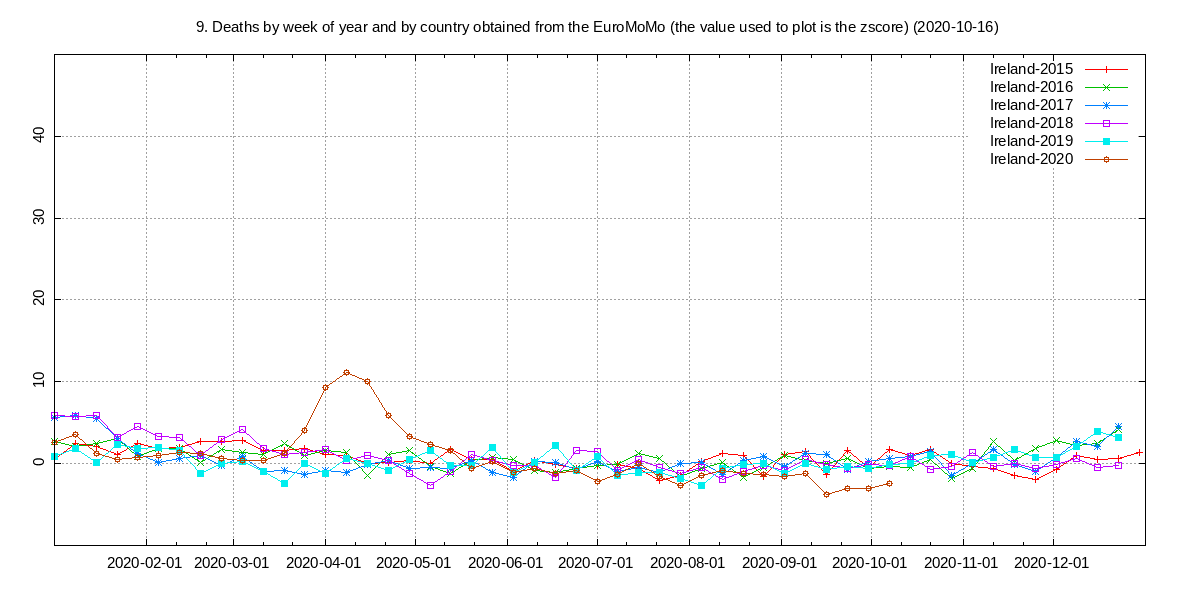 9. Deaths by week of year and by country obtained from the EuroMoMo (the value used to plot is the zscore) (2020-10-16)
Ireland-2015
Ireland-2016
Ireland-2017
Ireland-2018
Ireland-2019
Ireland-2020
40
30
20
10
0
2020-02-01 2020-03-01 2020-04-01 2020-05-01 2020-06-01 2020-07-01 2020-08-01 2020-09-01 2020-10-01 2020-11-01 2020-12-01